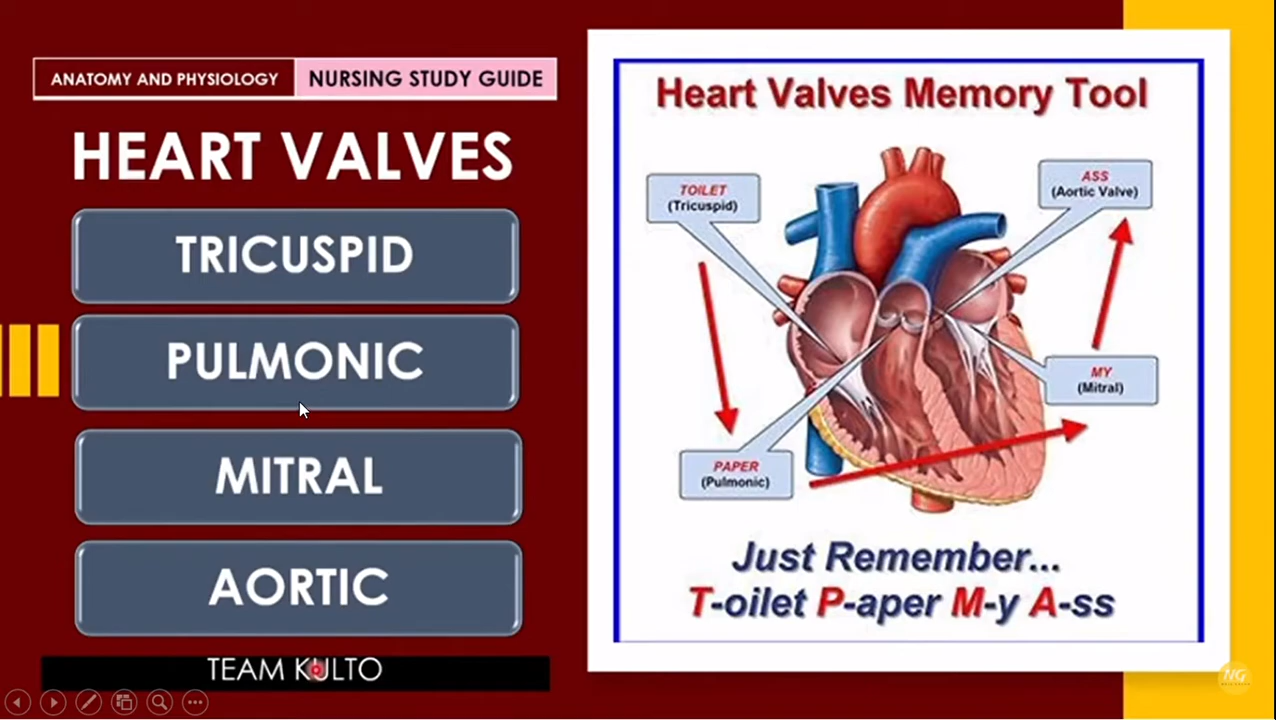 ANATOMY AND PHYSIOLOGY
NURSING STUDY GUIDE
HEART VALVES
TRICUSPID
PULMONIC
MITRAL
AORTIC
TEAM KULTO
Heart Valves Memory Tool
TOILET
(Tricuspid)
ASS
(Aortic Valve)
MY
(Mitral)
PAPER
(Pulmonic)
Just Remember...
T-oilet P-aper M-y A-ss
NG